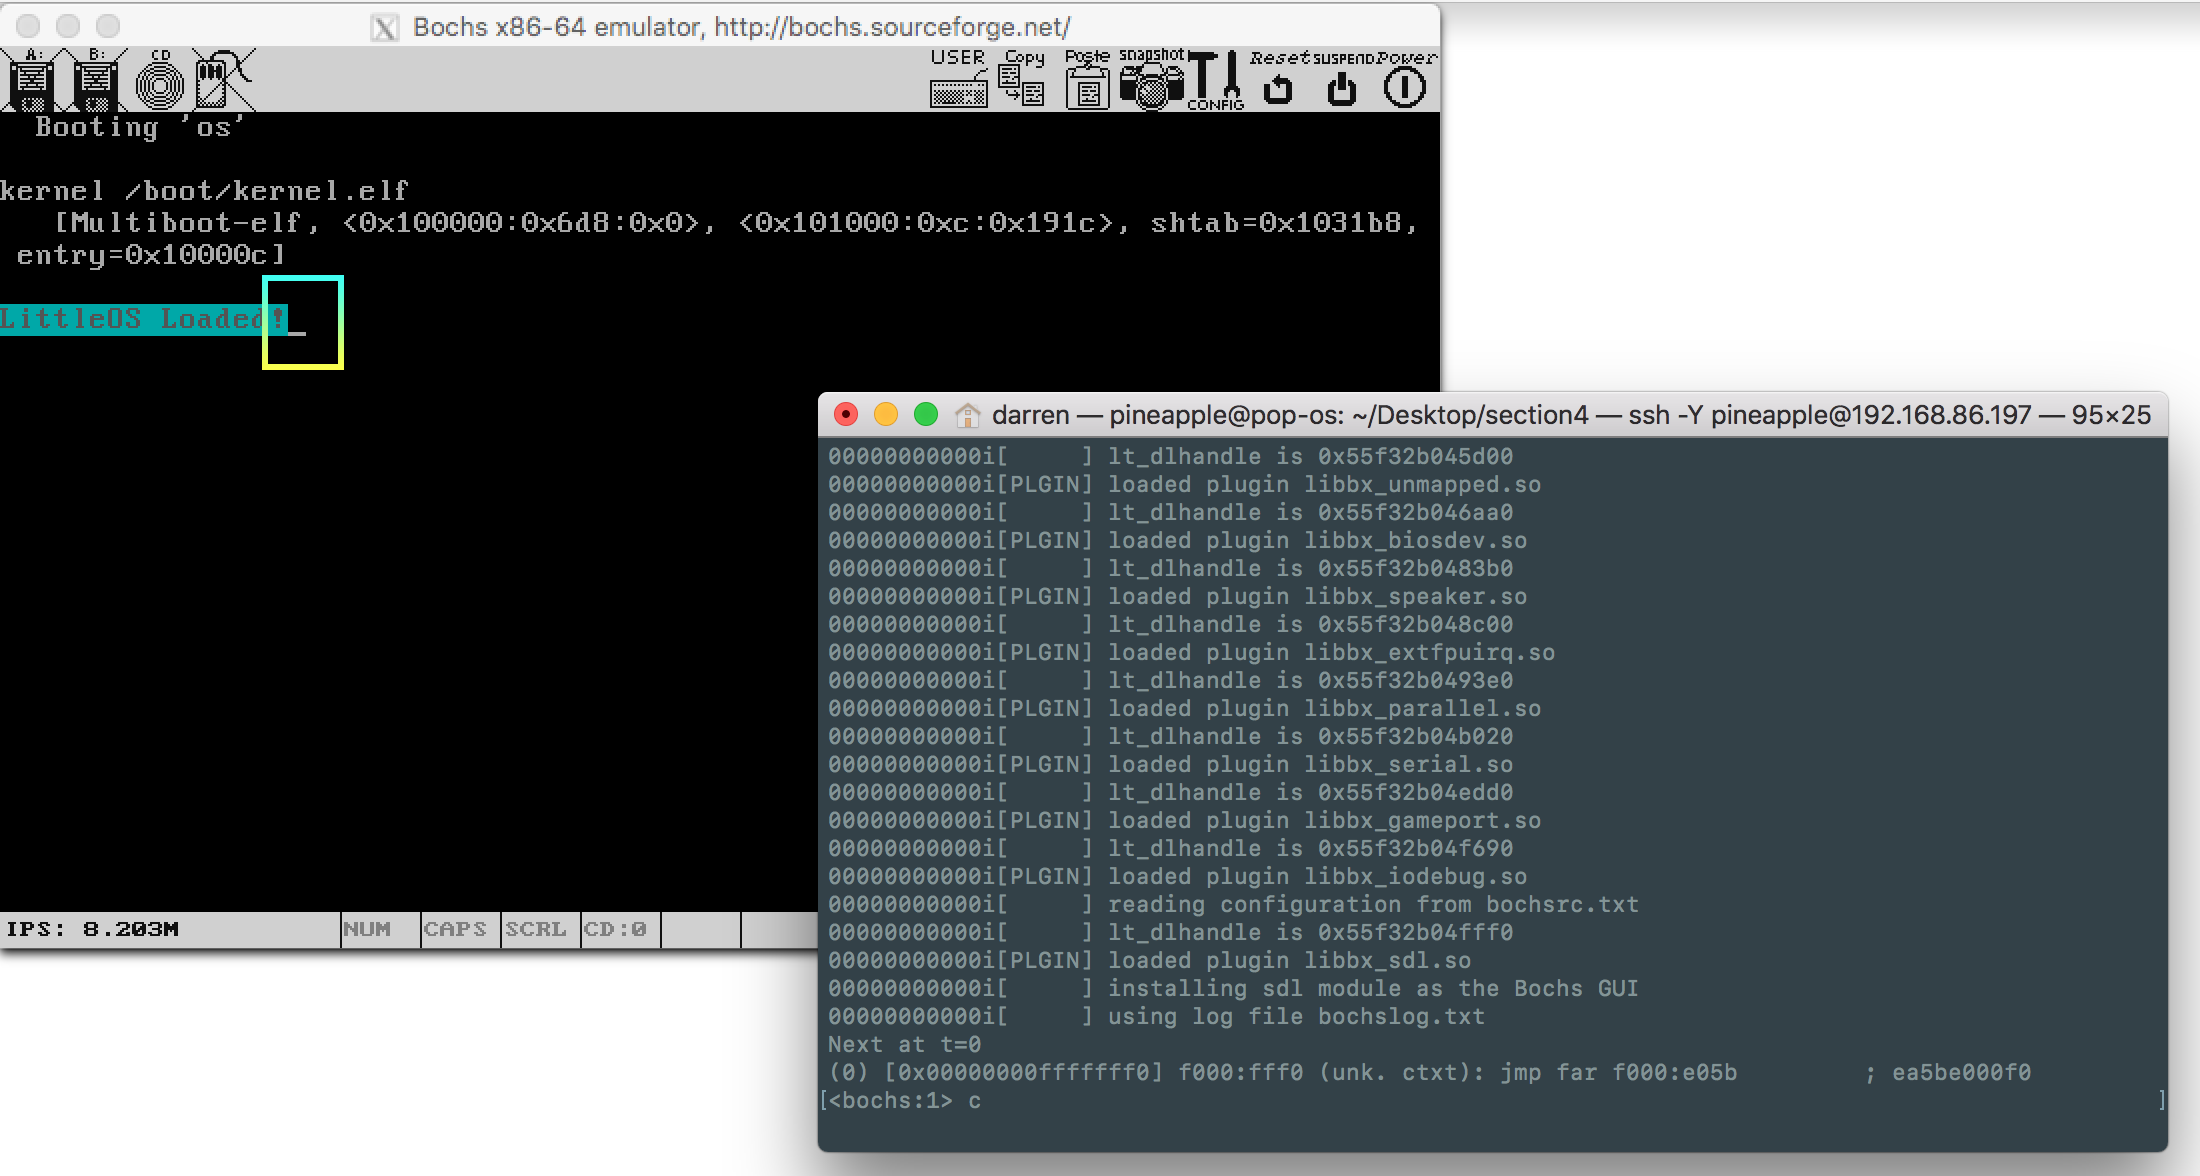 Bochs x86-64 emulator, http://bochs.sourceforge.net/
A: B: CD USER Copy Paste snapshot CONFIG Reset SUSPEND Power
Booting 'os'
kernel /boot/kernel.elf
[Multiboot-elf, <0x100000:0x6d8:0x0>, <0x101000:0xc:0x191c>, shtab=0x1031b8,
entry=0x10000c]
LittleOS Loaded!_
IPS: 8.203M NUM CAPS SCRL CD:0
darren — pineapple@pop-os: ~/Desktop/section4 — ssh -Y pineapple@192.168.86.197 — 95×25
00000000000i[     ] lt_dlhandle is 0x55f32b045d00
00000000000i[PLGIN] loaded plugin libbx_unmapped.so
00000000000i[     ] lt_dlhandle is 0x55f32b046aa0
00000000000i[PLGIN] loaded plugin libbx_biosdev.so
00000000000i[     ] lt_dlhandle is 0x55f32b0483b0
00000000000i[PLGIN] loaded plugin libbx_speaker.so
00000000000i[     ] lt_dlhandle is 0x55f32b048c00
00000000000i[PLGIN] loaded plugin libbx_extfpuirq.so
00000000000i[     ] lt_dlhandle is 0x55f32b0493e0
00000000000i[PLGIN] loaded plugin libbx_parallel.so
00000000000i[     ] lt_dlhandle is 0x55f32b04b020
00000000000i[PLGIN] loaded plugin libbx_serial.so
00000000000i[     ] lt_dlhandle is 0x55f32b04edd0
00000000000i[PLGIN] loaded plugin libbx_gameport.so
00000000000i[     ] lt_dlhandle is 0x55f32b04f690
00000000000i[PLGIN] loaded plugin libbx_iodebug.so
00000000000i[     ] reading configuration from bochsrc.txt
00000000000i[     ] lt_dlhandle is 0x55f32b04fff0
00000000000i[PLGIN] loaded plugin libbx_sdl.so
00000000000i[     ] installing sdl module as the Bochs GUI
00000000000i[     ] using log file bochslog.txt
Next at t=0
(0) [0x00000000fffffff0] f000:fff0 (unk. ctxt): jmp far f000:e05b         ; ea5be000f0
[<bochs:1> c ]